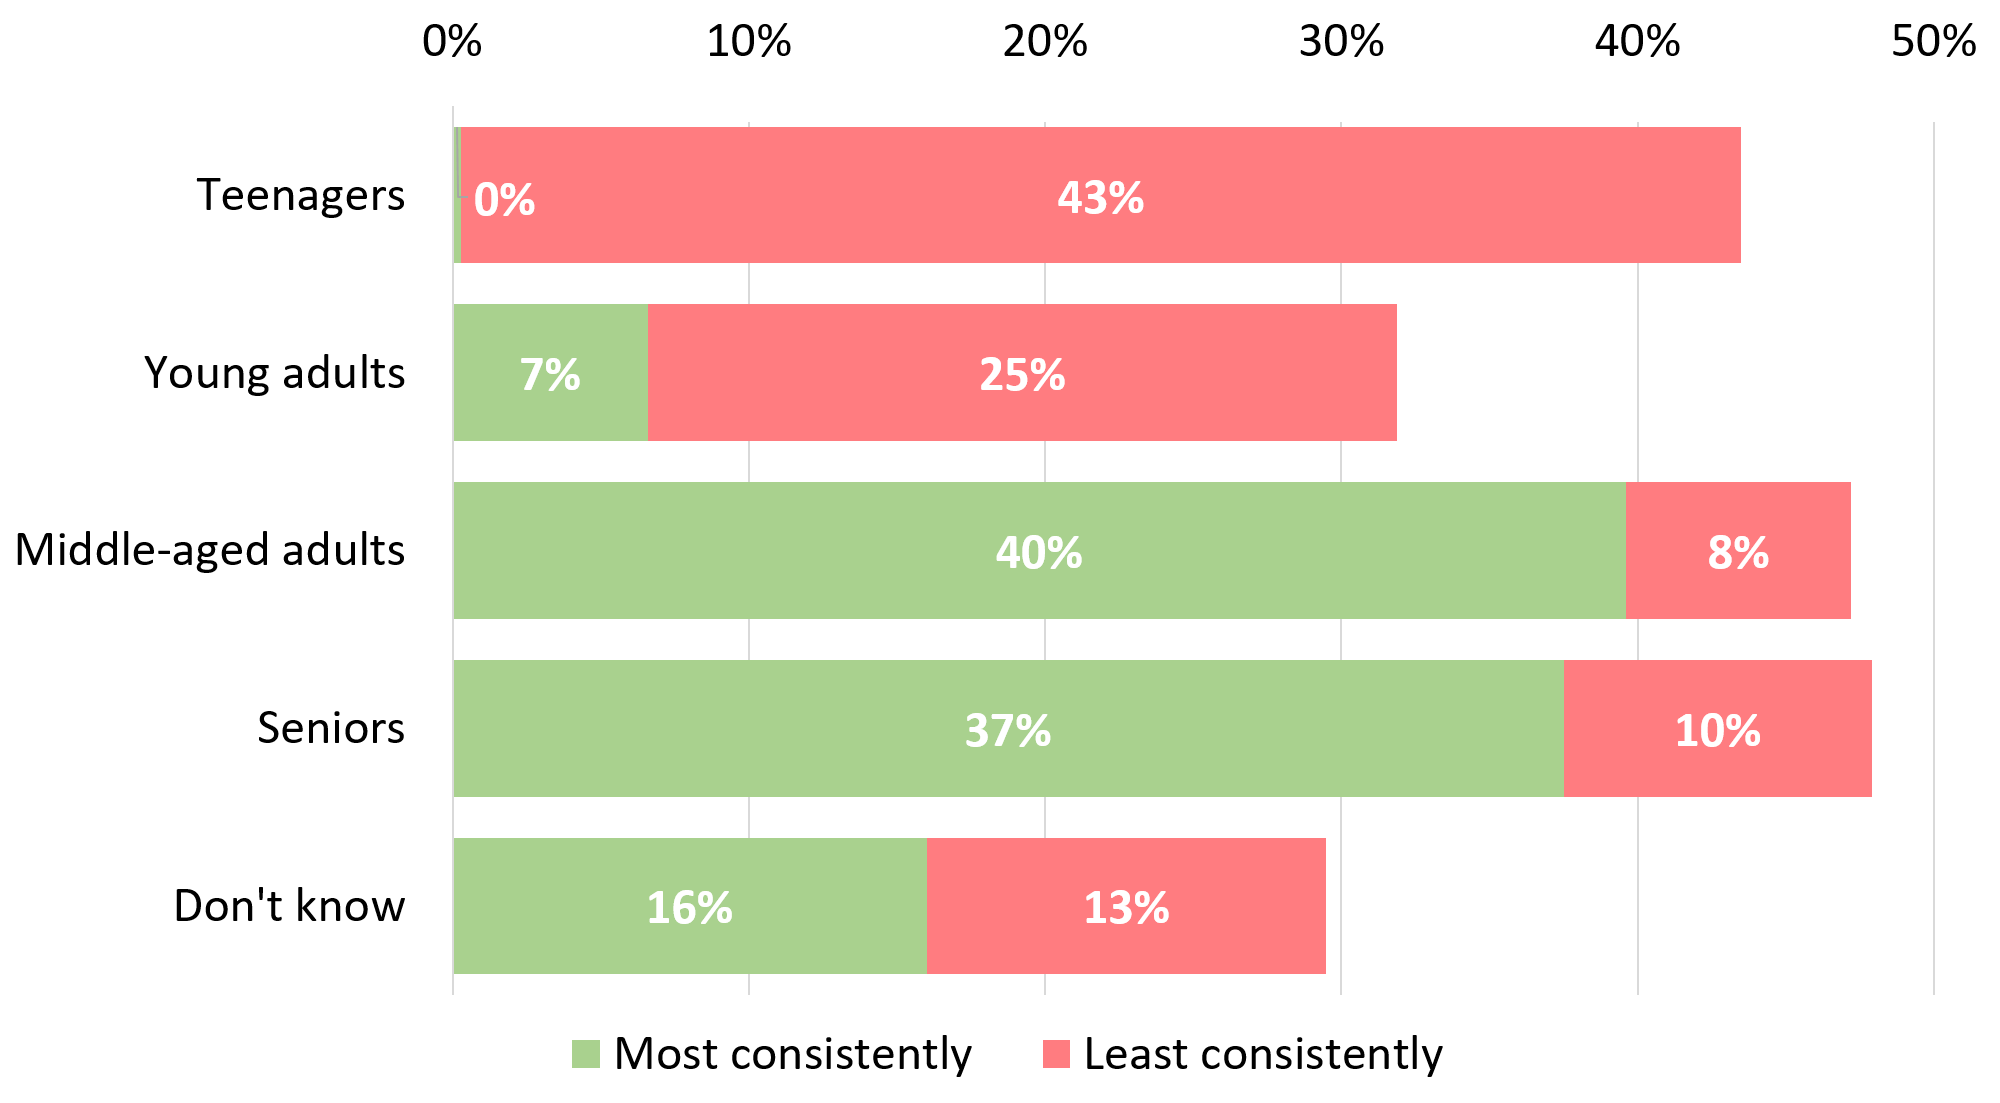 0% 10% 20% 30% 40% 50%
Teenagers 0% 43%
Young adults 7% 25%
Middle-aged adults 40% 8%
Seniors 37% 10%
Don't know 16% 13%
Most consistently Least consistently